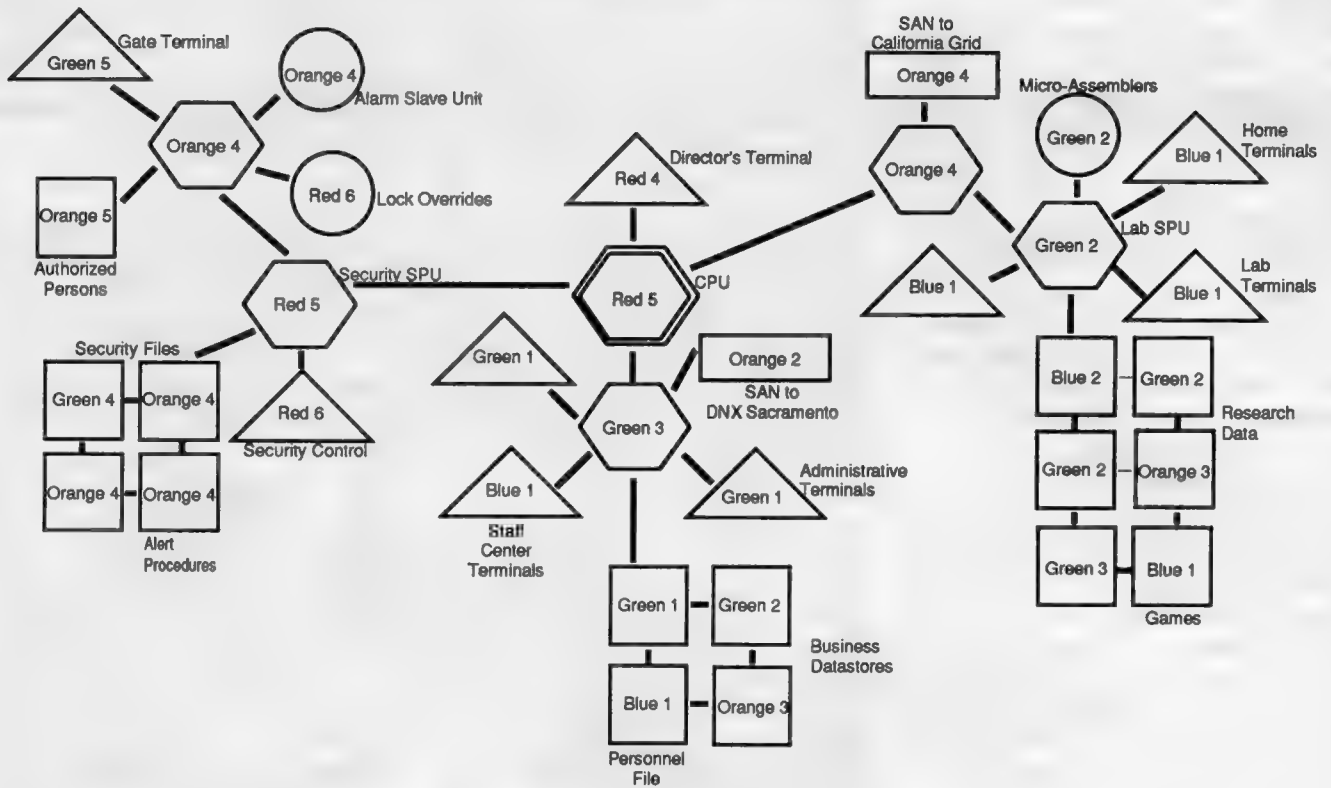 Gate Terminal
Green 5
Orange 4
Alarm Slave Unit
Orange 4
Red 6
Lock Overrides
Orange 5
Authorized
Persons
Security SPU
Red 5
Security Files
Green 4
Orange 4
Orange 4
Orange 4
Alert
Procedures
Red 6
Security Control
Director's Terminal
Red 4
CPU
Red 5
Green 1
Orange 2
SAN to
DNX Sacramento
Green 3
Blue 1
Staff
Center
Terminals
Administrative
Terminals
Green 1
Green 1
Green 2
Business
Datastores
Blue 1
Orange 3
Personnel
File
SAN to
California Grid
Orange 4
Orange 4
Micro-Assemblers
Green 2
Home
Terminals
Blue 1
Lab SPU
Green 2
Blue 1
Lab
Terminals
Blue 1
Blue 2
Green 2
Research
Data
Green 2
Orange 3
Green 3
Blue 1
Games